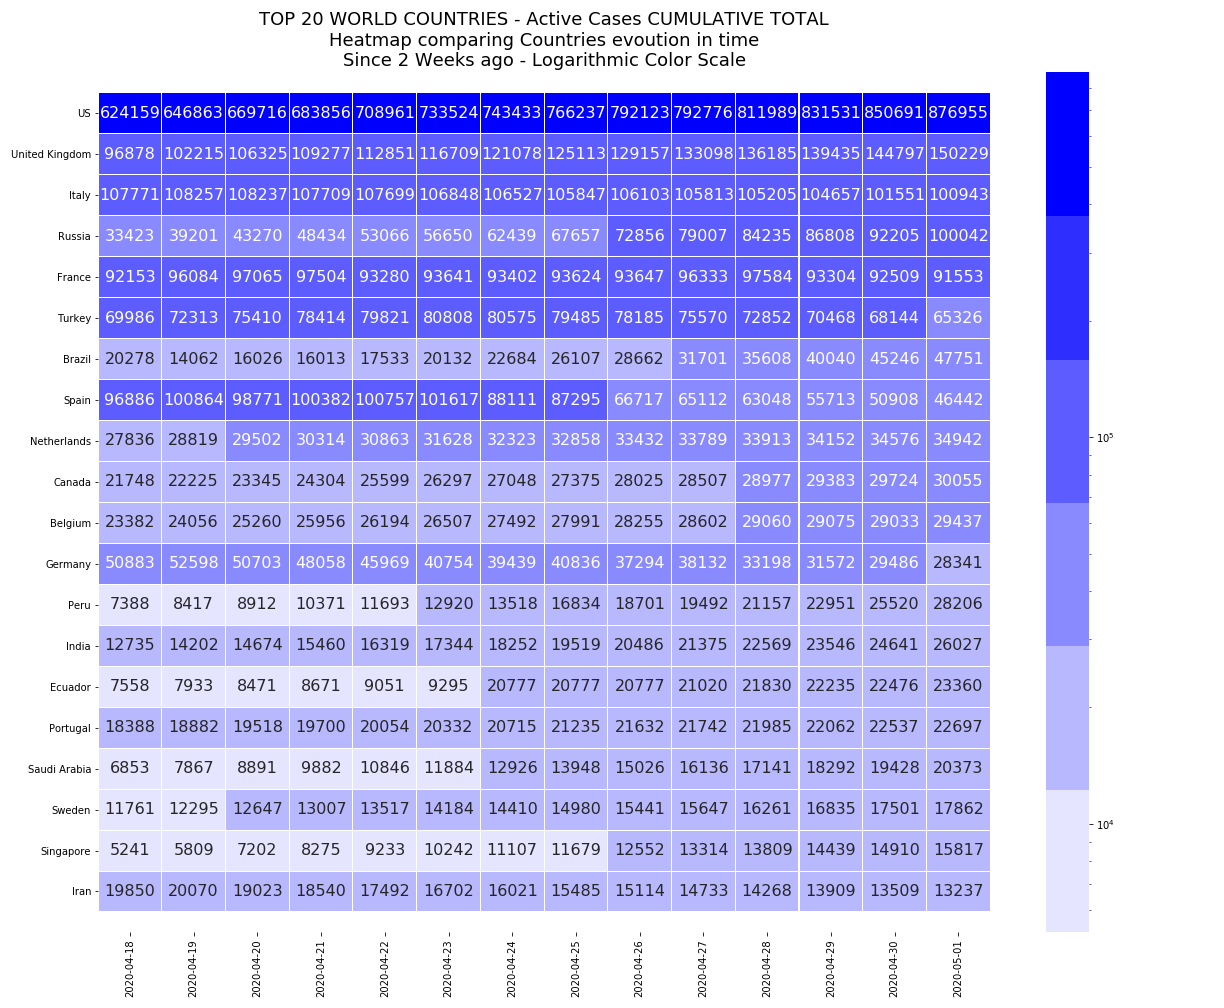 TOP 20 WORLD COUNTRIES - Active Cases CUMULATIVE TOTAL
Heatmap comparing Countries evoution in time
Since 2 Weeks ago - Logarithmic Color Scale
US 624159 646863 669716 683856 708961 733524 743433 766237 792123 792776 811989 831531 850691 876955
United Kingdom 96878 102215 106325 109277 112851 116709 121078 125113 129157 133098 136185 139435 144797 150229
Italy 107771 108257 108237 107709 107699 106848 106527 105847 106103 105813 105205 104657 101551 100943
Russia 33423 39201 43270 48434 53066 56650 62439 67657 72856 79007 84235 86808 92205 100042
France 92153 96084 97065 97504 93280 93641 93402 93624 93647 96333 97584 93304 92509 91553
Turkey 69986 72313 75410 78414 79821 80808 80575 79485 78185 75570 72852 70468 68144 65326
Brazil 20278 14062 16026 16013 17533 20132 22684 26107 28662 31701 35608 40040 45246 47751
Spain 96886 100864 98771 100382 100757 101617 88111 87295 66717 65112 63048 55713 50908 46442
Netherlands 27836 28819 29502 30314 30863 31628 32323 32858 33432 33789 33913 34152 34576 34942
Canada 21748 22225 23345 24304 25599 26297 27048 27375 28025 28507 28977 29383 29724 30055
Belgium 23382 24056 25260 25956 26194 26507 27492 27991 28255 28602 29060 29075 29033 29437
Germany 50883 52598 50703 48058 45969 40754 39439 40836 37294 38132 33198 31572 29486 28341
Peru 7388 8417 8912 10371 11693 12920 13518 16834 18701 19492 21157 22951 25520 28206
India 12735 14202 14674 15460 16319 17344 18252 19519 20486 21375 22569 23546 24641 26027
Ecuador 7558 7933 8471 8671 9051 9295 20777 20777 20777 21020 21830 22235 22476 23360
Portugal 18388 18882 19518 19700 20054 20332 20715 21235 21632 21742 21985 22062 22537 22697
Saudi Arabia 6853 7867 8891 9882 10846 11884 12926 13948 15026 16136 17141 18292 19428 20373
Sweden 11761 12295 12647 13007 13517 14184 14410 14980 15441 15647 16261 16835 17501 17862
Singapore 5241 5809 7202 8275 9233 10242 11107 11679 12552 13314 13809 14439 14910 15817
Iran 19850 20070 19023 18540 17492 16702 16021 15485 15114 14733 14268 13909 13509 13237
2020-04-18 2020-04-19 2020-04-20 2020-04-21 2020-04-22 2020-04-23 2020-04-24 2020-04-25 2020-04-26 2020-04-27 2020-04-28 2020-04-29 2020-04-30 2020-05-01
10⁵
10⁴